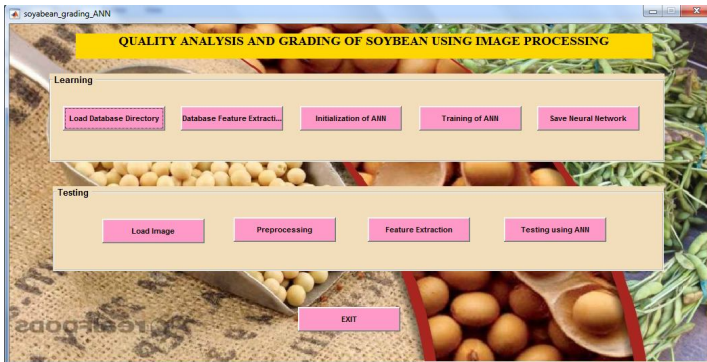 soyabean_grading_ANN
QUALITY ANALYSIS AND GRADING OF SOYBEAN USING IMAGE PROCESSING
Learning
Load Database Directory Database Feature Extracti... Initialization of ANN Training of ANN Save Neural Network
Testing
Load Image Preprocessing Feature Extraction Testing using ANN
EXIT